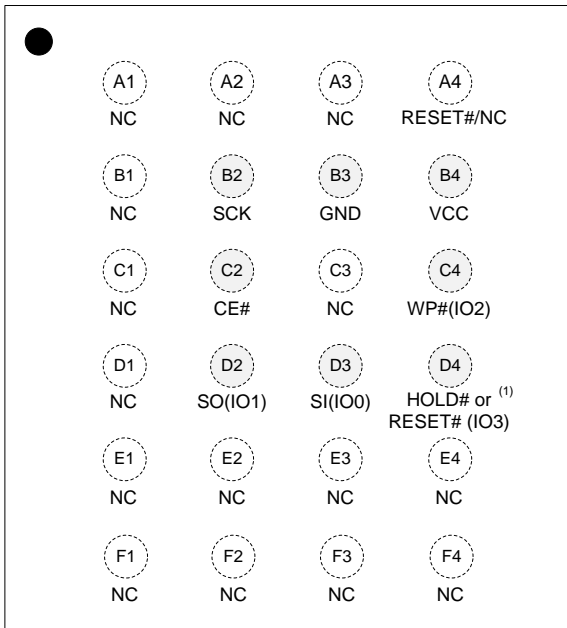 A1 A2 A3 A4
NC NC NC RESET#/NC
B1 B2 B3 B4
NC SCK GND VCC
C1 C2 C3 C4
NC CE# NC WP#(IO2)
D1 D2 D3 D4
NC SO(IO1) SI(IO0) HOLD# or (1)
RESET# (IO3)
E1 E2 E3 E4
NC NC NC NC
F1 F2 F3 F4
NC NC NC NC